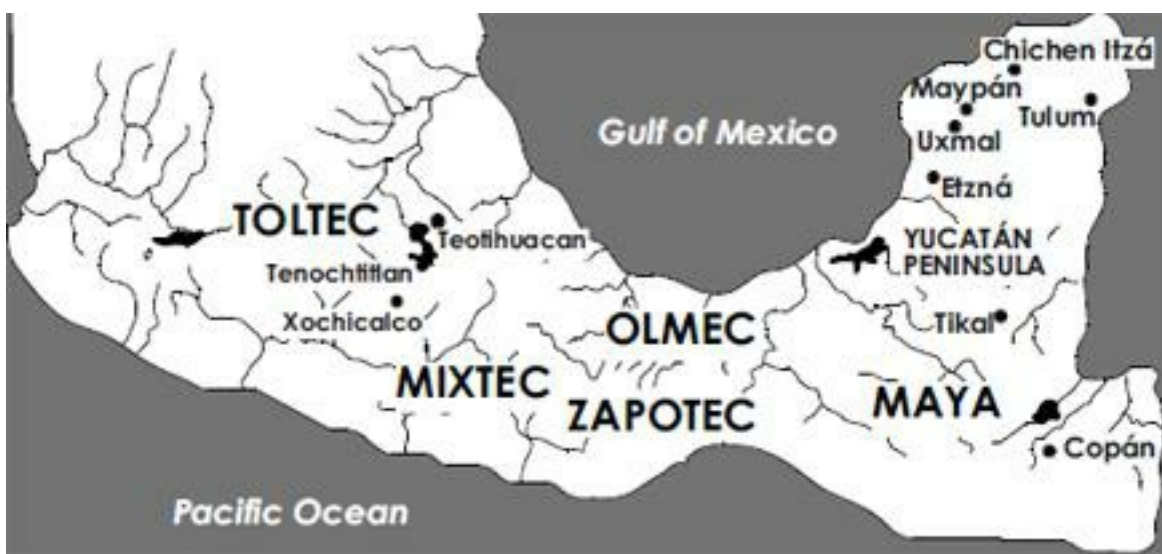 Chichen Itzá
Maypán
Tulum
Uxmal
Gulf of Mexico
Etzná
TOLTEC
Teotihuacan
YUCATÁN
PENINSULA
Tenochtitlan
Xochicalco
Tikal
OLMEC
MIXTEC
MAYA
ZAPOTEC
Copán
Pacific Ocean